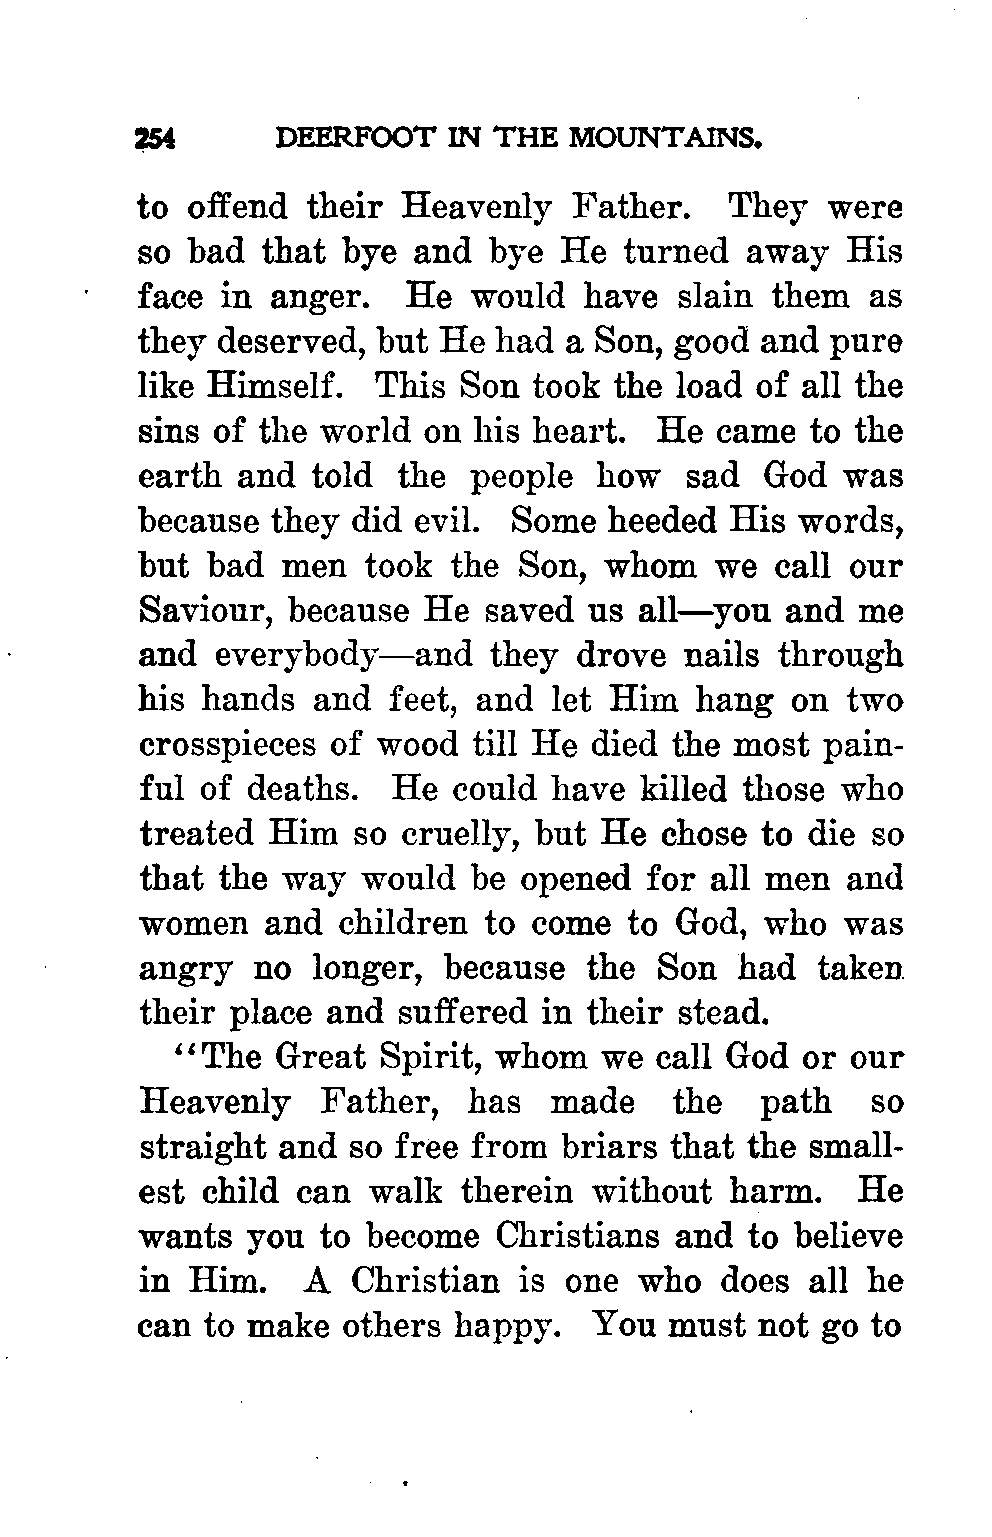 254 DEERFOOT IN THE MOUNTAINS.
to offend their Heavenly Father. They were
so bad that bye and bye He turned away His
face in anger. He would have slain them as
they deserved, but He had a Son, good and pure
like Himself. This Son took the load of all the
sins of the world on his heart. He came to the
earth and told the people how sad God was
because they did evil. Some heeded His words,
but bad men took the Son, whom we call our
Saviour, because He saved us all—you and me
and everybody—and they drove nails through
his hands and feet, and let Him hang on two
crosspieces of wood till He died the most pain-
ful of deaths. He could have killed those who
treated Him so cruelly, but He chose to die so
that the way would be opened for all men and
women and children to come to God, who was
angry no longer, because the Son had taken
their place and suffered in their stead.
“The Great Spirit, whom we call God or our
Heavenly Father, has made the path so
straight and so free from briars that the small-
est child can walk therein without harm. He
wants you to become Christians and to believe
in Him. A Christian is one who does all he
can to make others happy. You must not go to